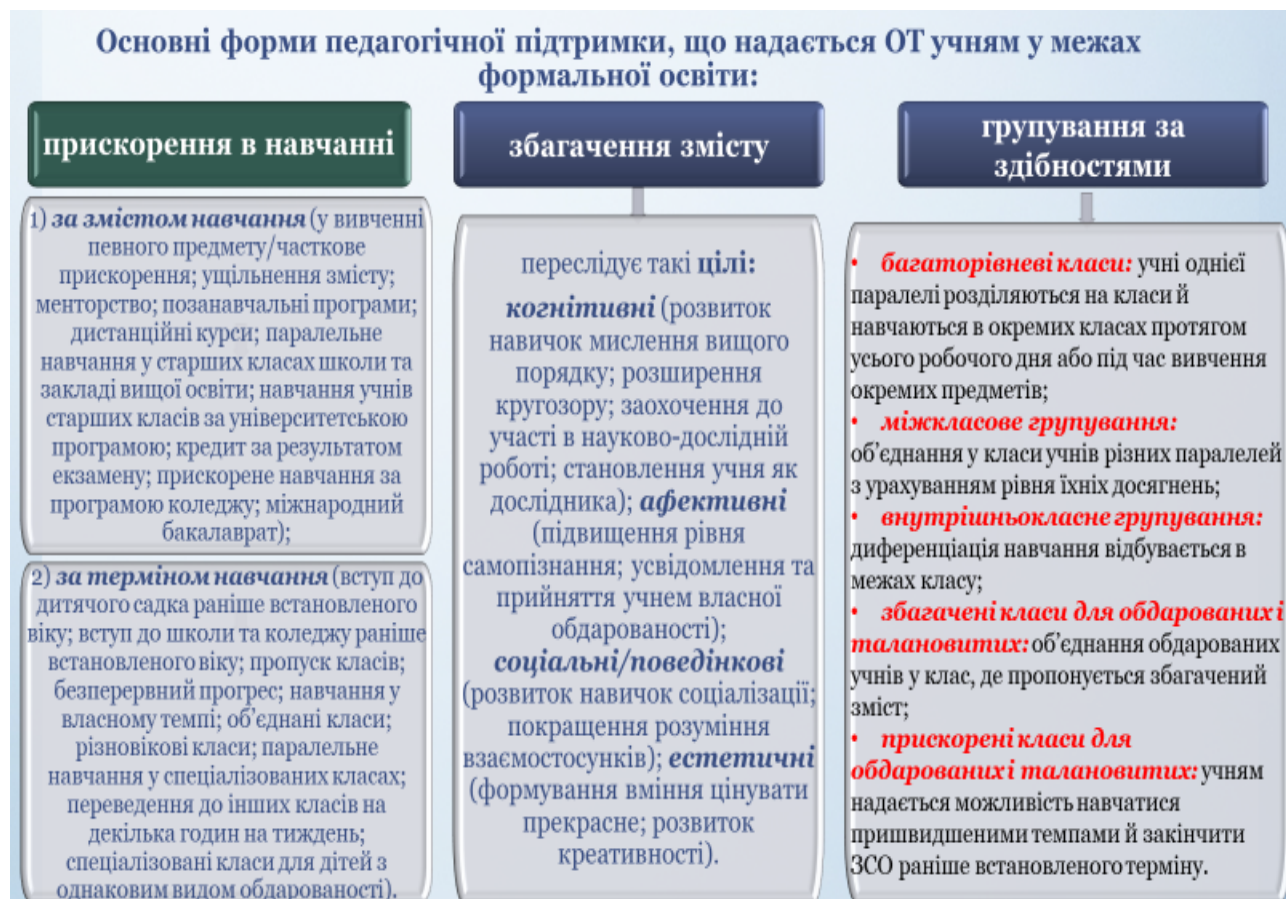 Основні форми педагогічної підтримки, що надається ОТ учням у межах
формальної освіти:
прискорення в навчанні
1) за змістом навчання (у вивченні
певного предмету/часткове
прискорення; ущільнення змісту;
менторство; позанавчальні програми;
дистанційні курси; паралельне
навчання у старших класах школи та
закладі вищої освіти; навчання учнів
старших класів за університетською
програмою; кредит за результатом
екзамену; прискорене навчання за
програмою коледжу; міжнародний
бакалаврат);
2) за терміном навчання (вступ до
дитячого садка раніше встановленого
віку; вступ до школи та коледжу раніше
встановленого віку; пропуск класів;
безперервний прогрес; навчання у
власному темпі; об’єднані класи;
різновікові класи; паралельне
навчання у спеціалізованих класах;
переведення до інших класів на
декілька годин на тиждень;
спеціалізовані класи для дітей з
однаковим видом обдарованості).
збагачення змісту
переслідує такі цілі:
когнітивні (розвиток
навичок мислення вищого
порядку; розширення
кругозору; заохочення до
участі в науково-дослідній
роботі; становлення учня як
дослідника); афективні
(підвищення рівня
самопізнання; усвідомлення та
прийняття учнем власної
обдарованості);
соціальні/поведінкові
(розвиток навичок соціалізації;
покращення розуміння
взаємостосунків); естетичні
(формування вміння цінувати
прекрасне; розвиток
креативності).
групування за
здібностями
• багаторівневі класи: учні однієї
паралелі розділяються на класи й
навчаються в окремих класах протягом
усього робочого дня або під час вивчення
окремих предметів;
• міжкласове групування:
об’єднання у класи учнів різних паралелей
з урахуванням рівня їхніх досягнень;
• внутрішньокласне групування:
диференціація навчання відбувається в
межах класу;
• збагачені класи для обдарованих і
талановитих: об’єднання обдарованих
учнів у клас, де пропонується збагачений
зміст;
• прискорені класи для
обдарованих і талановитих: учням
надається можливість навчатися
пришвидшеними темпами й закінчити
ЗСО раніше встановленого терміну.